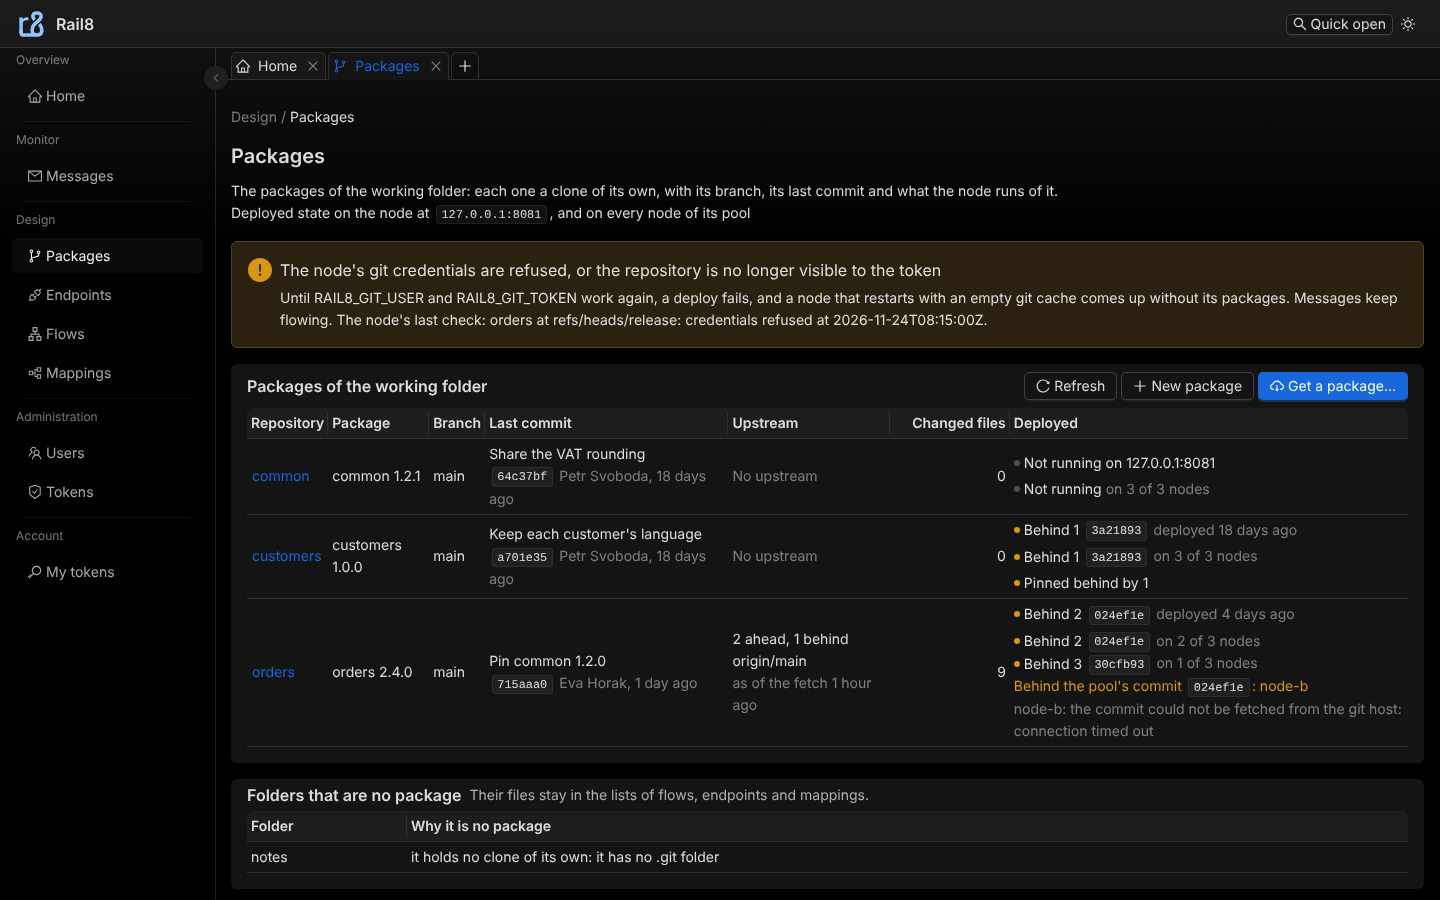 Rail8
Quick open
Overview
Home
Monitor
Messages
Design
Packages
Endpoints
Flows
Mappings
Administration
Users
Tokens
Account
My tokens
Home
Packages
Design / Packages
Packages
The packages of the working folder: each one a clone of its own, with its branch, its last commit and what the node runs of it.
Deployed state on the node at 127.0.0.1:8081, and on every node of its pool
The node's git credentials are refused, or the repository is no longer visible to the token
Until RAIL8_GIT_USER and RAIL8_GIT_TOKEN work again, a deploy fails, and a node that restarts with an empty git cache comes up without its packages. Messages keep
flowing. The node's last check: orders at refs/heads/release: credentials refused at 2026-11-24T08:15:00Z.
Packages of the working folder
Refresh
New package
Get a package...
Repository Package Branch Last commit Upstream Changed files Deployed
common
common 1.2.1
main
Share the VAT rounding
64c37bf Petr Svoboda, 18 days
ago
No upstream
0
Not running on 127.0.0.1:8081
Not running on 3 of 3 nodes
customers
customers
1.0.0
main
Keep each customer's language
a701e35 Petr Svoboda, 18 days
ago
No upstream
0
Behind 1 3a21893 deployed 18 days ago
Behind 1 3a21893 on 3 of 3 nodes
Pinned behind by 1
orders
orders 2.4.0
main
Pin common 1.2.0
715aaa0 Eva Horak, 1 day ago
2 ahead, 1 behind
origin/main
as of the fetch 1 hour
ago
9
Behind 2 024ef1e deployed 4 days ago
Behind 2 024ef1e on 2 of 3 nodes
Behind 3 30cfb93 on 1 of 3 nodes
Behind the pool's commit 024ef1e: node-b
node-b: the commit could not be fetched from the git host:
connection timed out
Folders that are no package Their files stay in the lists of flows, endpoints and mappings.
Folder Why it is no package
notes it holds no clone of its own: it has no .git folder